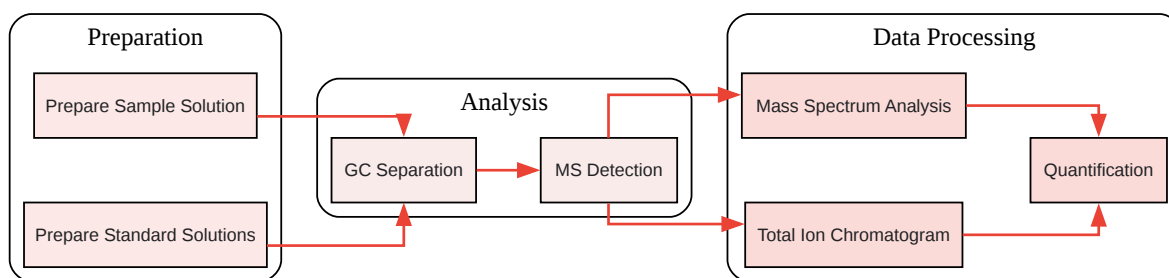 Preparation
Prepare Sample Solution
Prepare Standard Solutions
Analysis
GC Separation
MS Detection
Data Processing
Mass Spectrum Analysis
Total Ion Chromatogram
Quantification